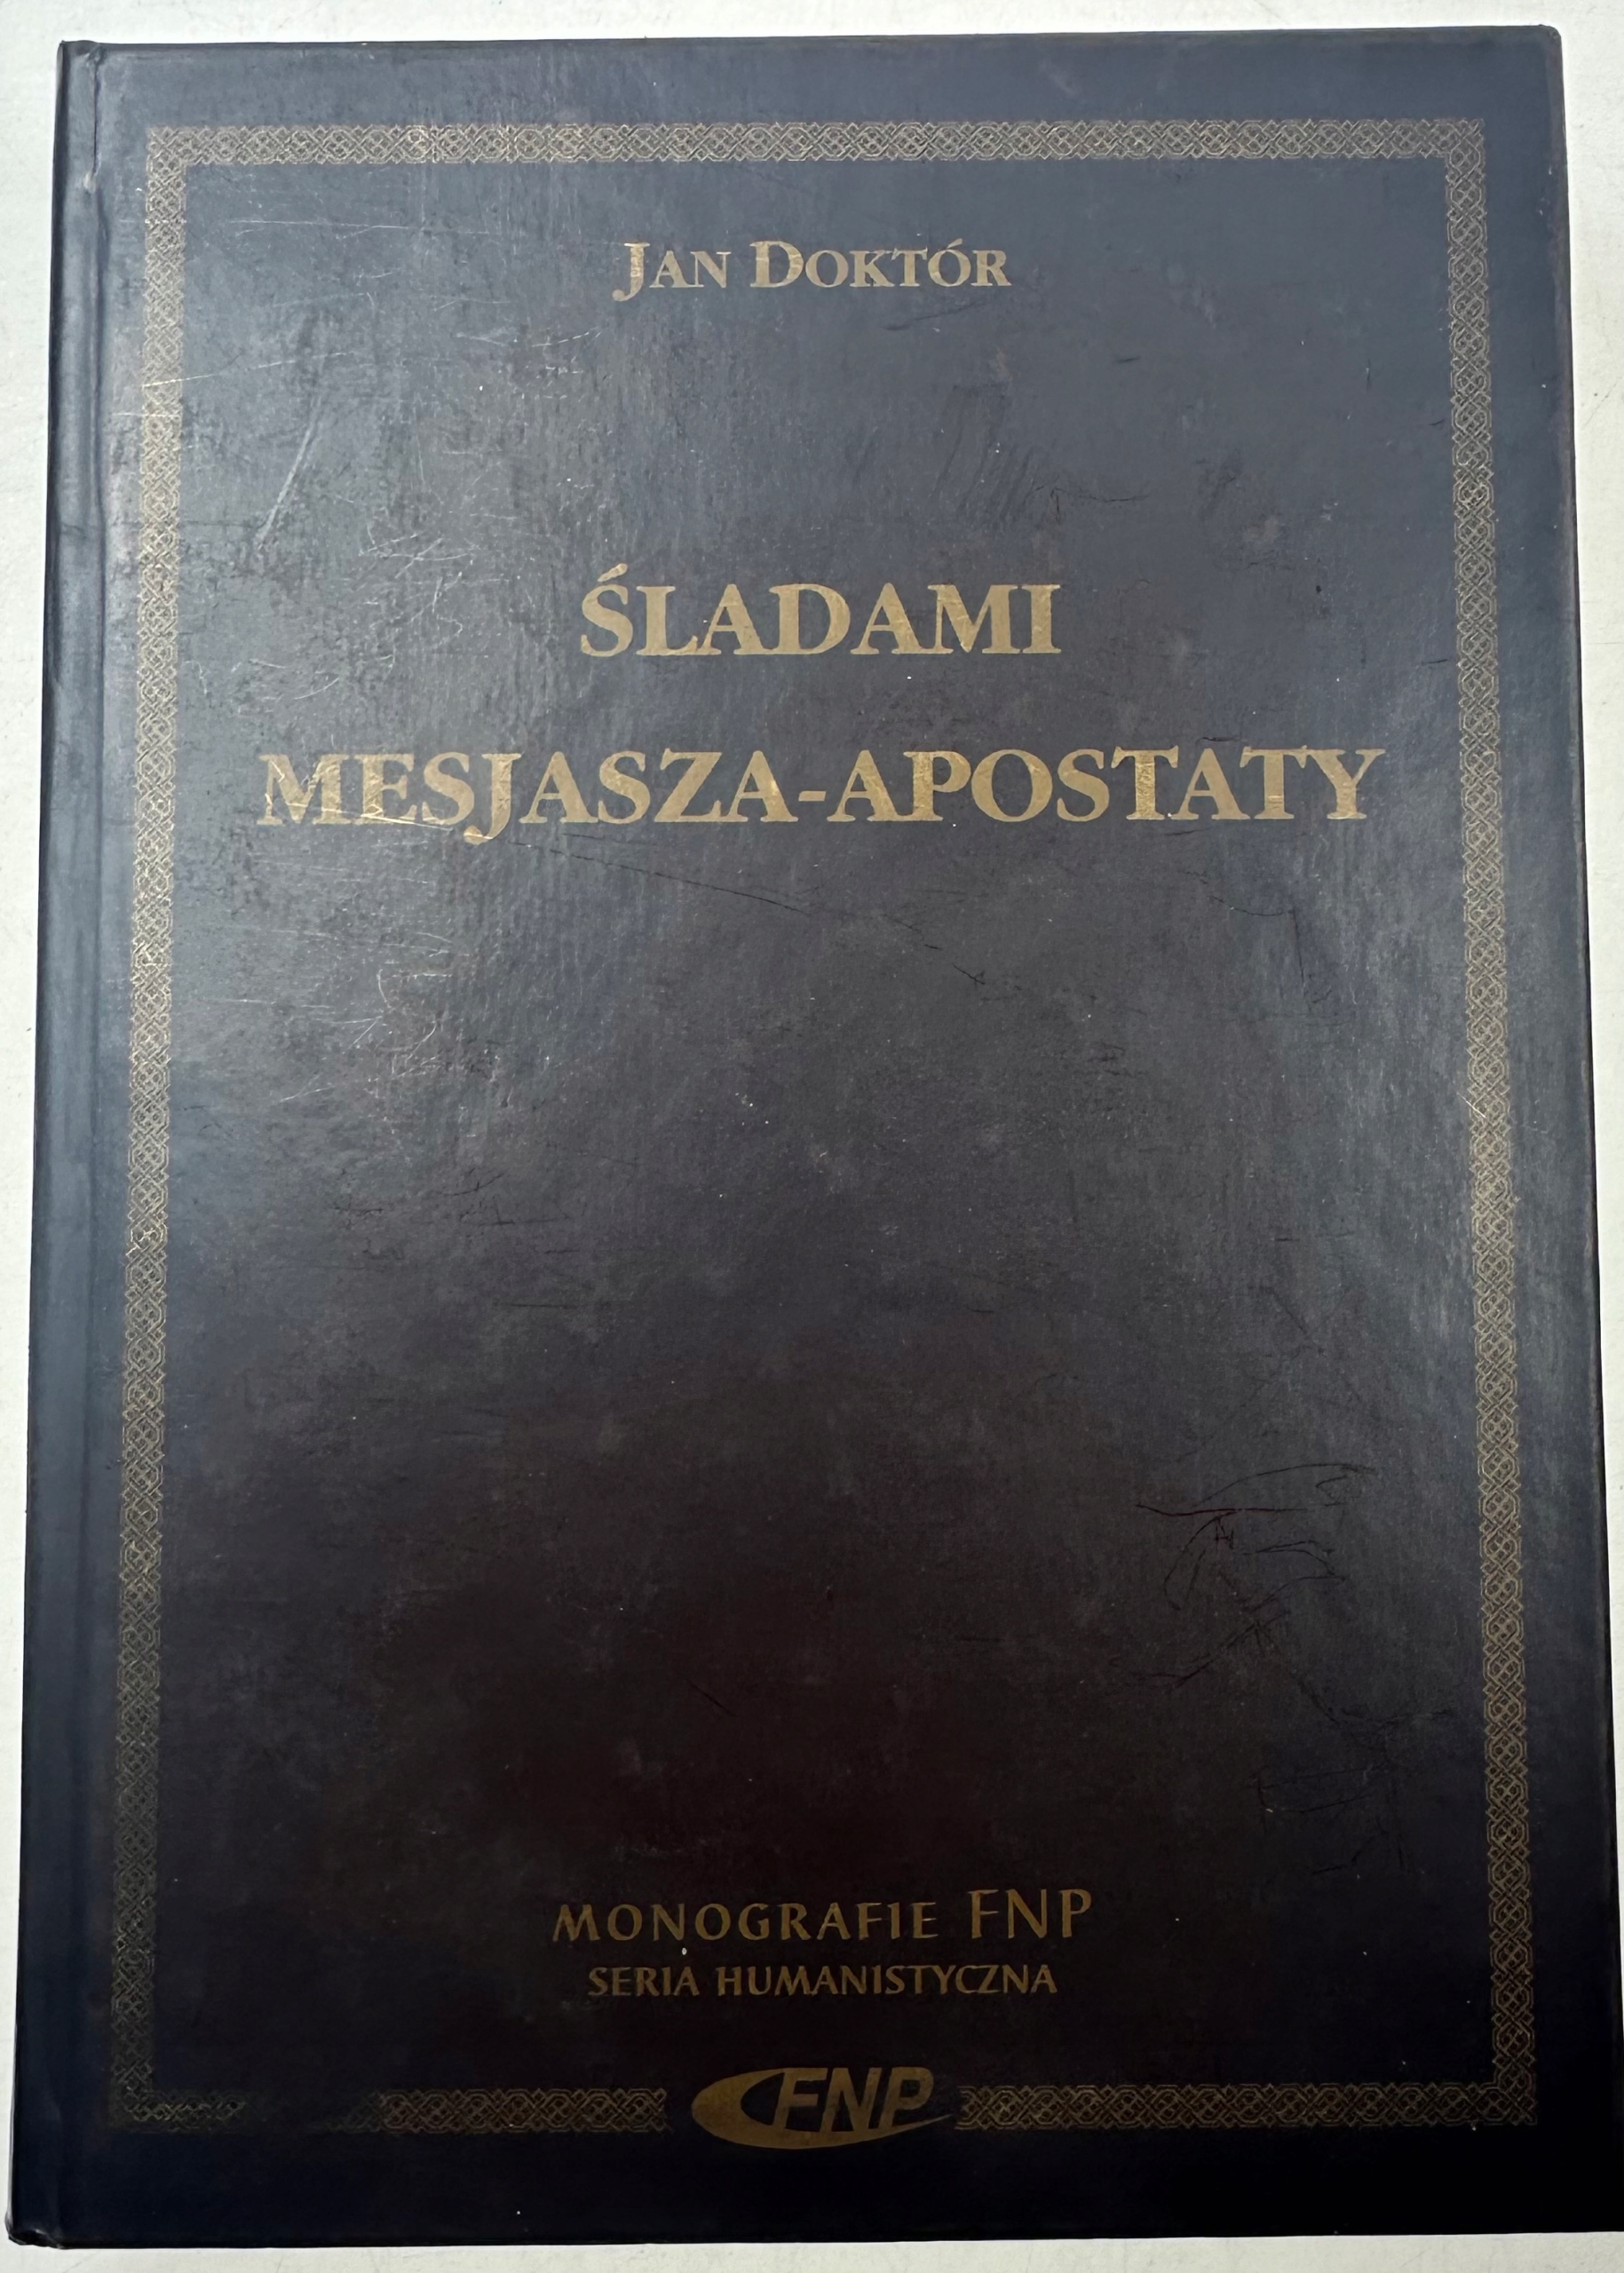 JAN DOKTÓR
ŚLADAMI
MESJASZA-APOSTATY
MONOGRAFIE FNP
SERIA HUMANISTYCZNA
FNP